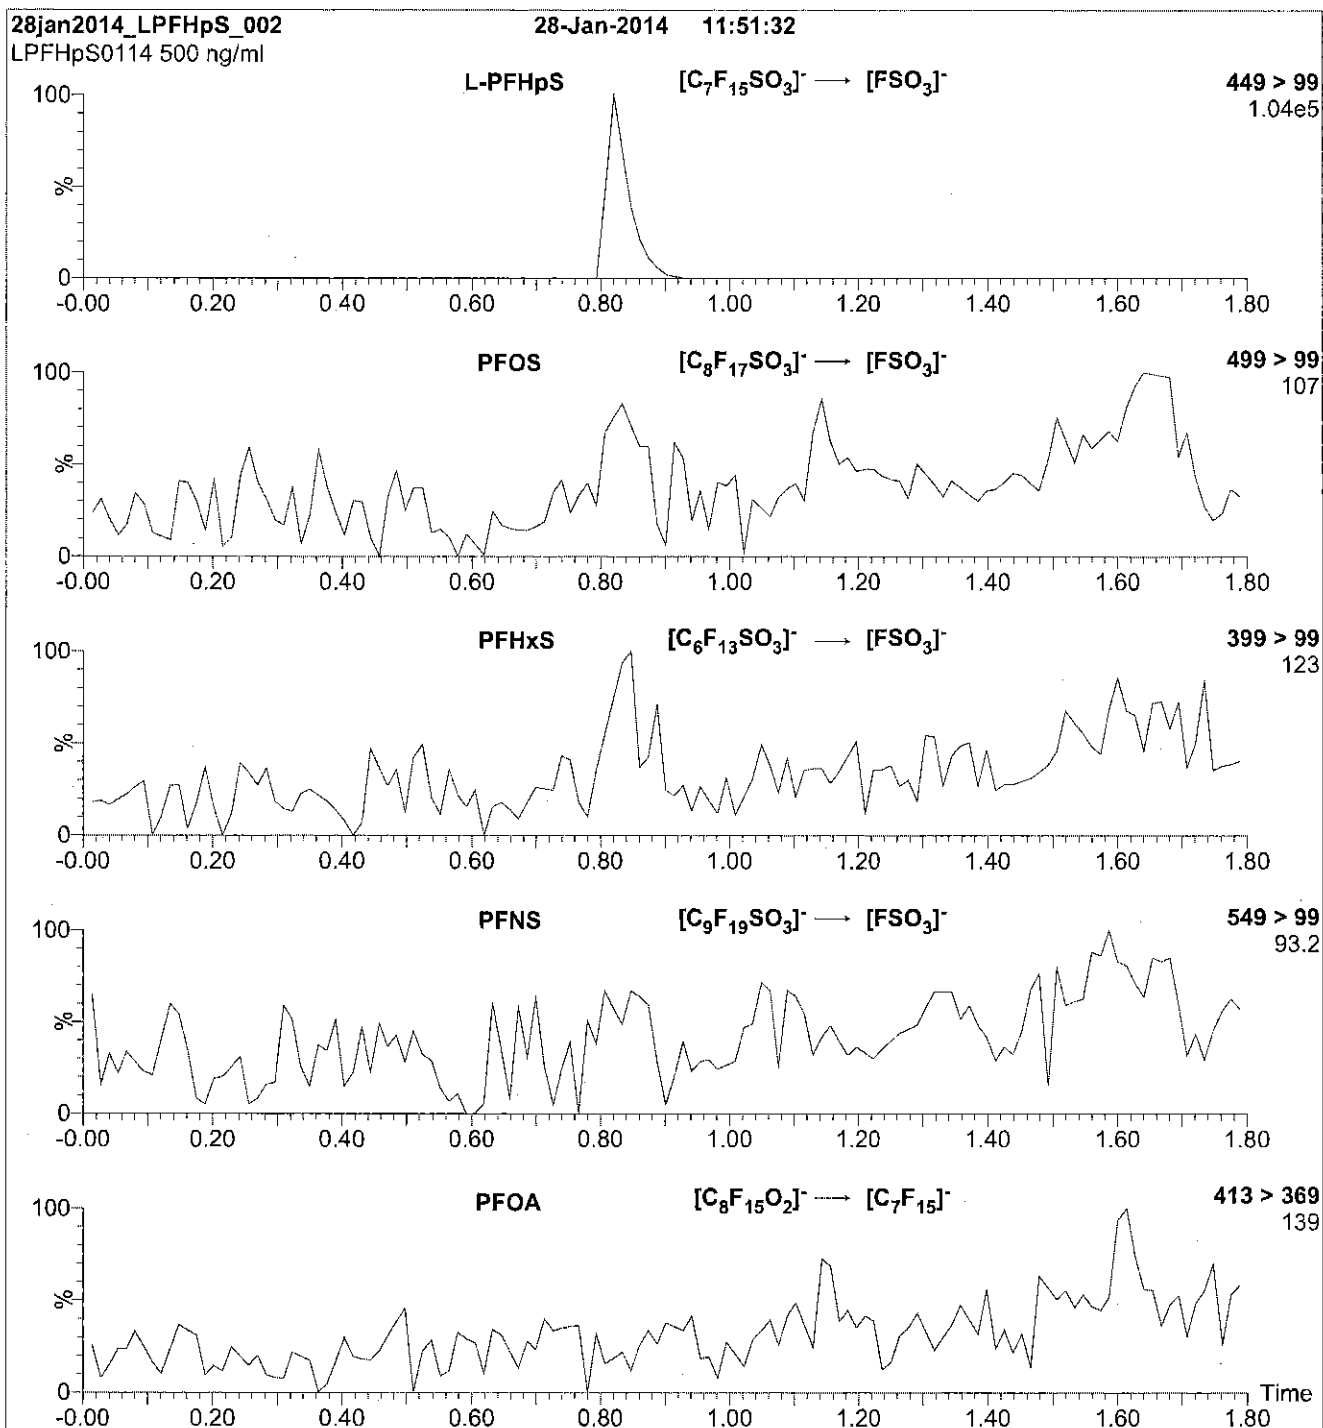 28jan2014_LPFHpS_002 28-Jan-2014 11:51:32
LPFHpS0114 500 ng/ml
L-PFHpS [C₇F₁₅SO₃]⁻ → [FSO₃]⁻ 449 > 99
1.04e5
100
%
0
-0.00 0.20 0.40 0.60 0.80 1.00 1.20 1.40 1.60 1.80
PFOS [C₈F₁₇SO₃]⁻ → [FSO₃]⁻ 499 > 99
107
100
%
0
-0.00 0.20 0.40 0.60 0.80 1.00 1.20 1.40 1.60 1.80
PFHxS [C₆F₁₃SO₃]⁻ → [FSO₃]⁻ 399 > 99
123
100
%
0
-0.00 0.20 0.40 0.60 0.80 1.00 1.20 1.40 1.60 1.80
PFNS [C₉F₁₉SO₃]⁻ → [FSO₃]⁻ 549 > 99
93.2
100
%
0
-0.00 0.20 0.40 0.60 0.80 1.00 1.20 1.40 1.60 1.80
PFOA [C₈F₁₅O₂]⁻ → [C₇F₁₅]⁻ 413 > 369
139
100
%
0
Time
-0.00 0.20 0.40 0.60 0.80 1.00 1.20 1.40 1.60 1.80